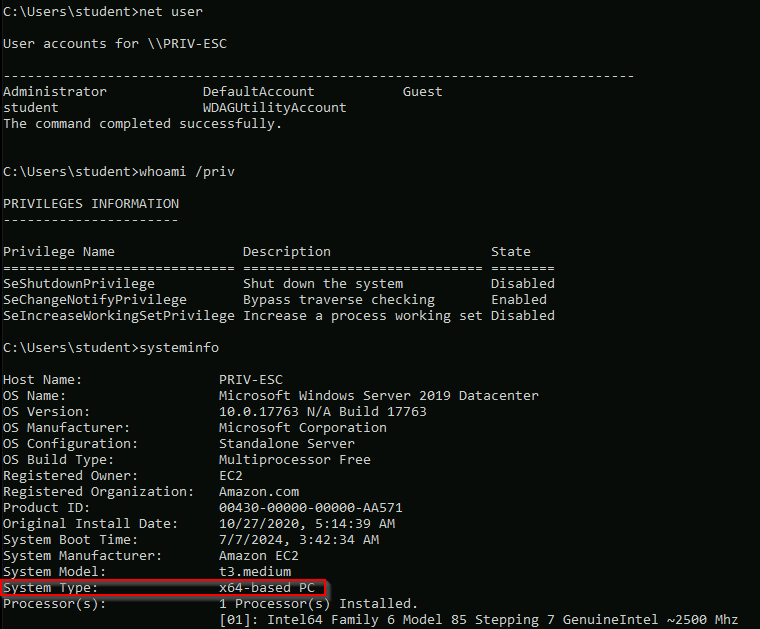 C:\Users\student>net user
User accounts for \\PRIV-ESC
-------------------------------------------------------------------------------
Administrator            DefaultAccount           Guest
student                  WDAGUtilityAccount
The command completed successfully.
C:\Users\student>whoami /priv
PRIVILEGES INFORMATION
----------------------
Privilege Name                Description                    State
============================= ============================== ========
SeShutdownPrivilege           Shut down the system           Disabled
SeChangeNotifyPrivilege       Bypass traverse checking       Enabled
SeIncreaseWorkingSetPrivilege Increase a process working set Disabled
C:\Users\student>systeminfo
Host Name:                 PRIV-ESC
OS Name:                   Microsoft Windows Server 2019 Datacenter
OS Version:                10.0.17763 N/A Build 17763
OS Manufacturer:           Microsoft Corporation
OS Configuration:          Standalone Server
OS Build Type:             Multiprocessor Free
Registered Owner:          EC2
Registered Organization:   Amazon.com
Product ID:                00430-00000-00000-AA571
Original Install Date:     10/27/2020, 5:14:39 AM
System Boot Time:          7/7/2024, 3:42:34 AM
System Manufacturer:       Amazon EC2
System Model:              t3.medium
System Type:               x64-based PC
Processor(s):              1 Processor(s) Installed.
                           [01]: Intel64 Family 6 Model 85 Stepping 7 GenuineIntel ~2500 Mhz